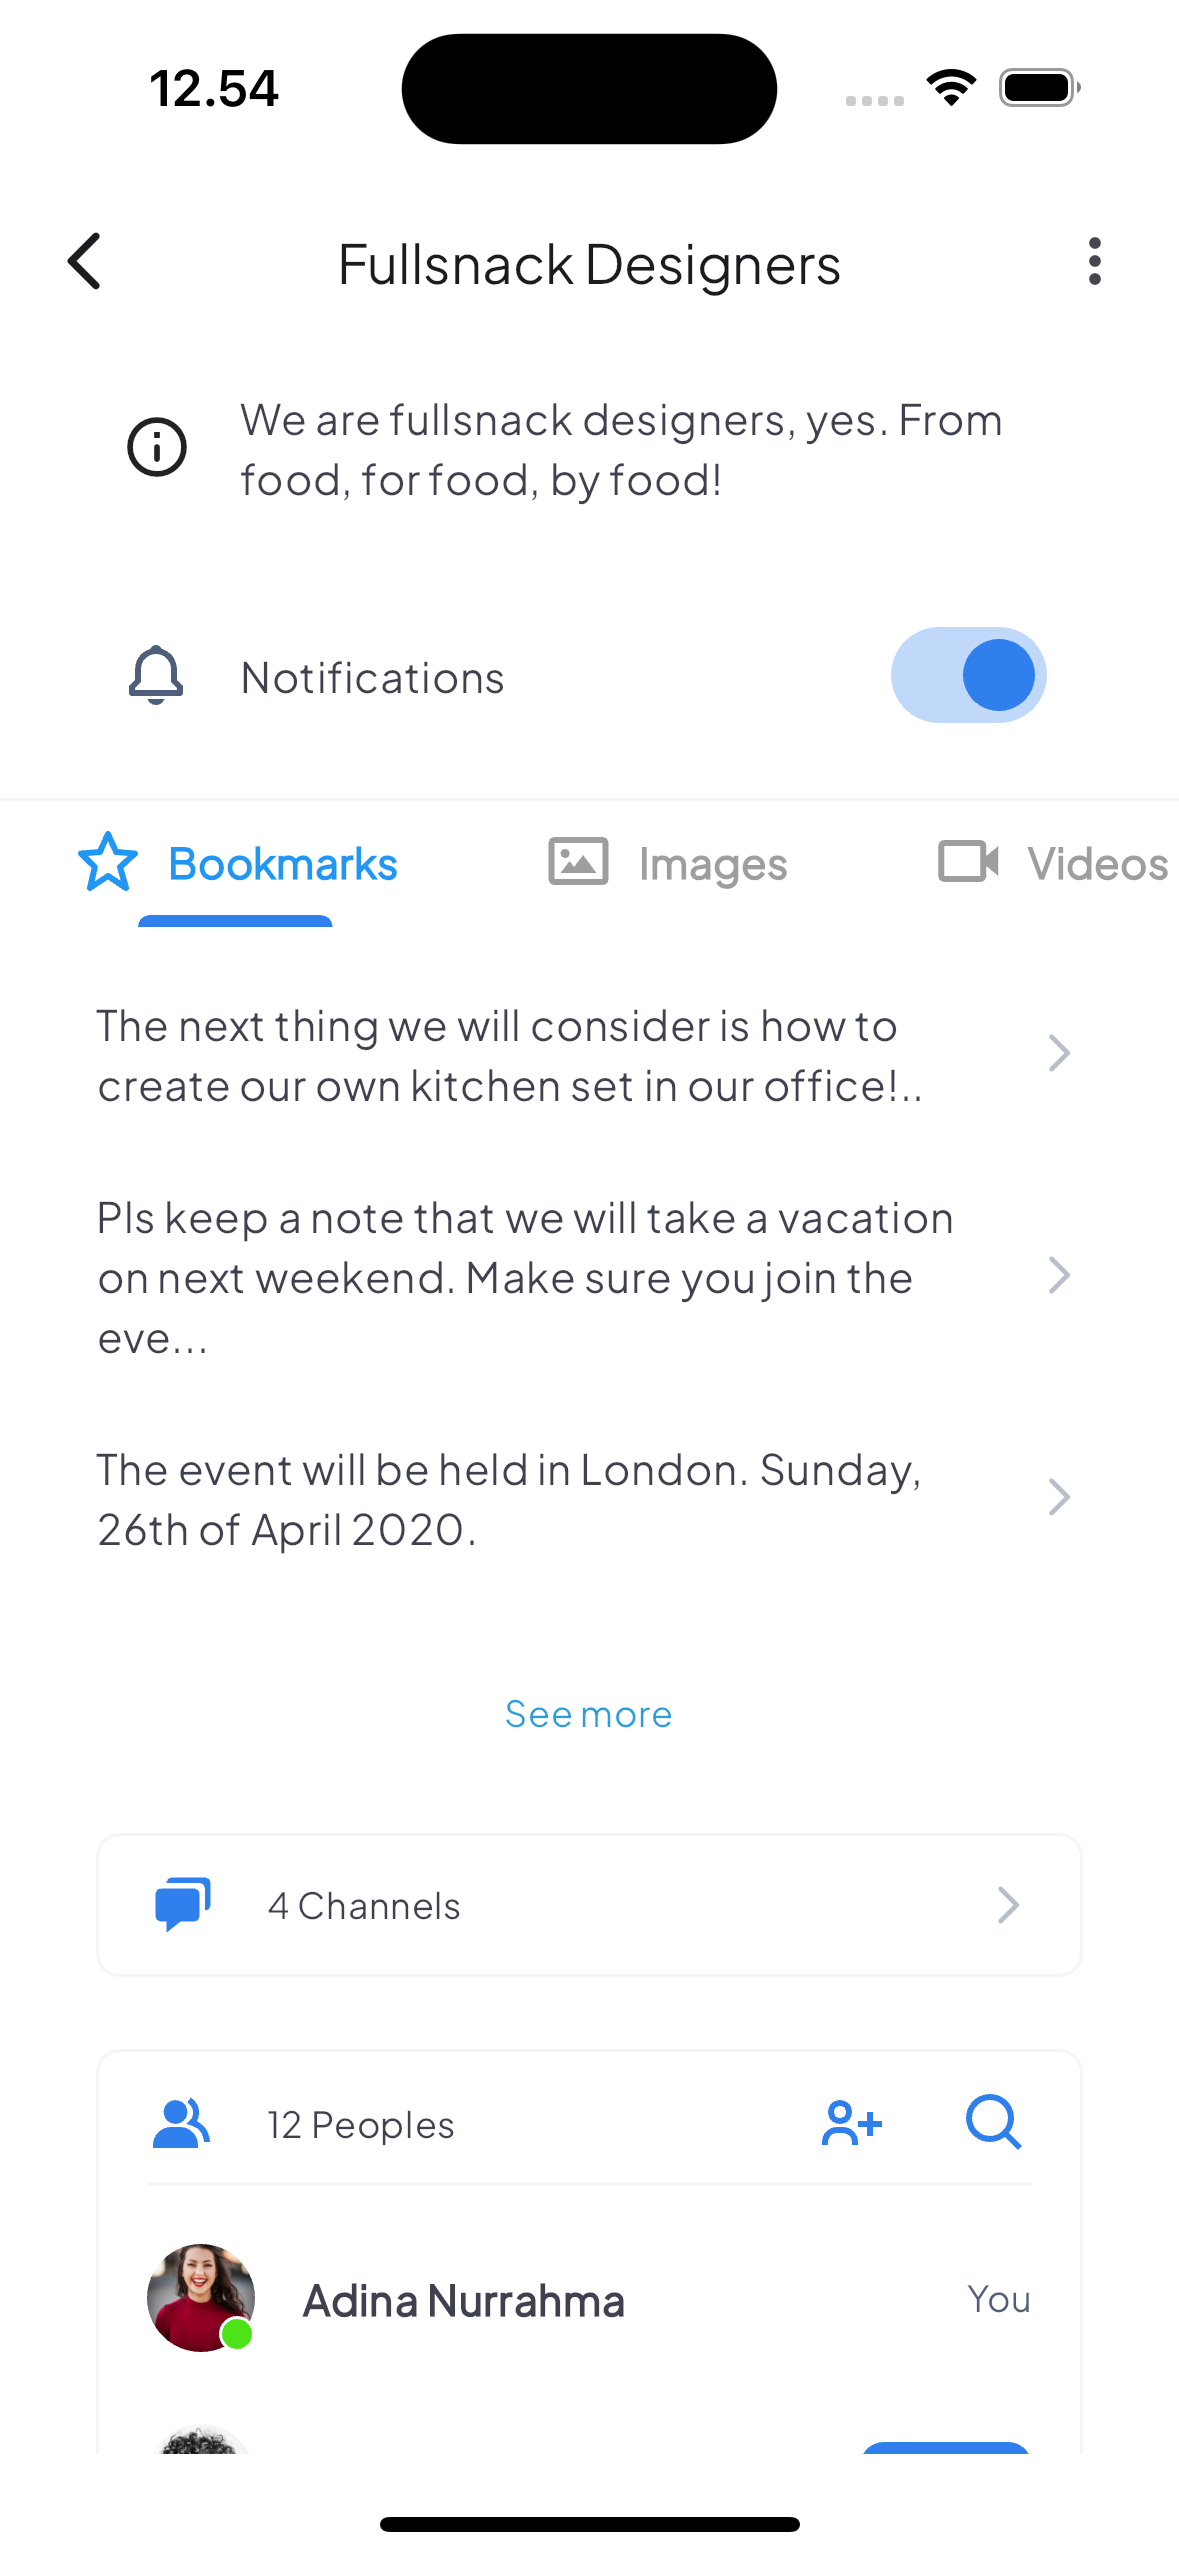 12.54
Fullsnack Designers
We are fullsnack designers, yes. From
food, for food, by food!
Notifications
Bookmarks
Images
Videos
The next thing we will consider is how to
create our own kitchen set in our office!..
Pls keep a note that we will take a vacation
on next weekend. Make sure you join the
eve...
The event will be held in London. Sunday,
26th of April 2020.
See more
4 Channels
12 Peoples
Adina Nurrahma
You